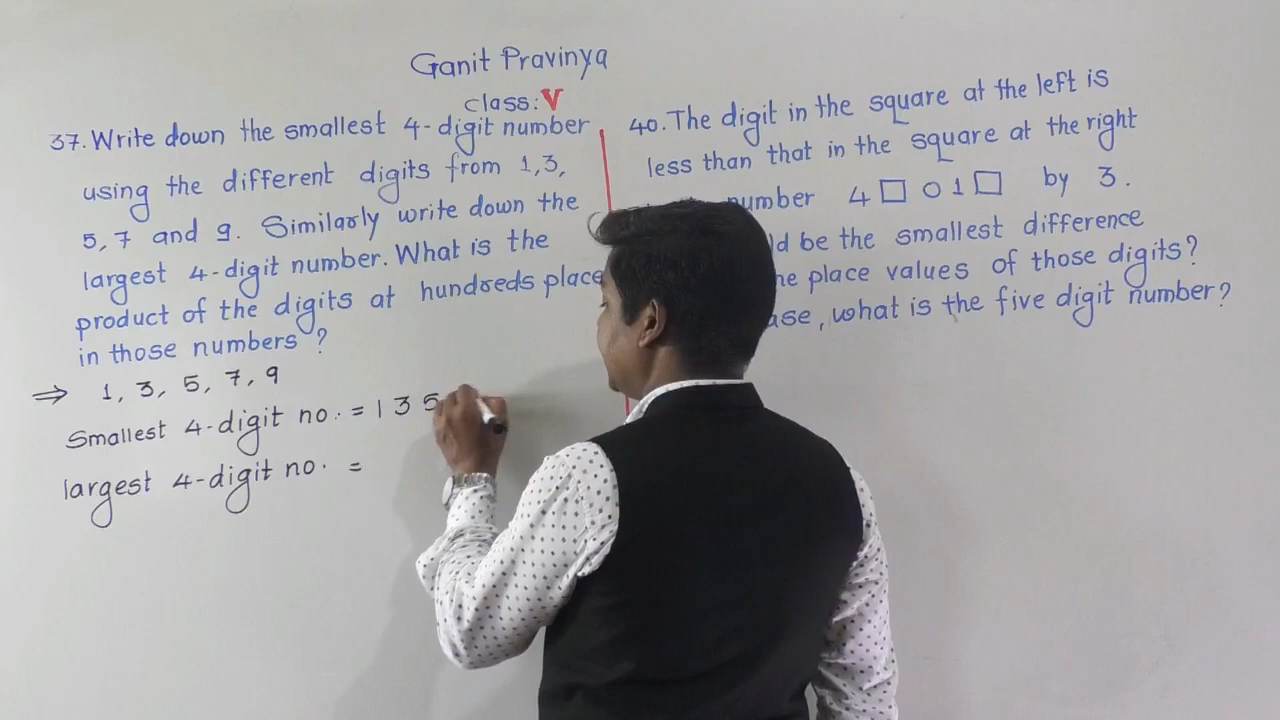 Ganit Pravinya
class: V
37. Write down the smallest 4-digit number
using the different digits from 1,3,
5, 7 and 9. Similarly write down the
largest 4-digit number. What is the
product of the digits at hundreds place
in those numbers ?
⇒ 1, 3, 5, 7, 9
Smallest 4-digit no. = 1 3 5
largest 4-digit no. =
40. The digit in the square at the left is
less than that in the square at the right
number 4 □ 0 1 □ by 3.
be the smallest difference
place values of those digits?
, what is the five digit number?